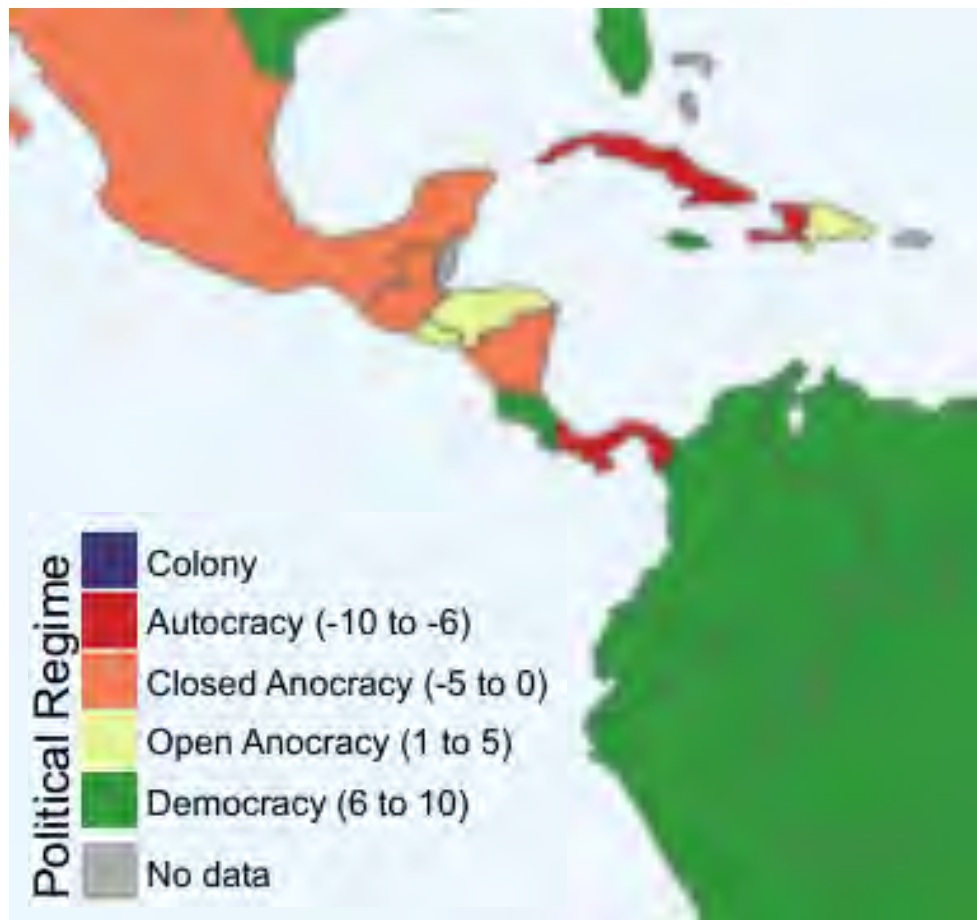 Political Regime
Colony
Autocracy (-10 to -6)
Closed Anocracy (-5 to 0)
Open Anocracy (1 to 5)
Democracy (6 to 10)
No data